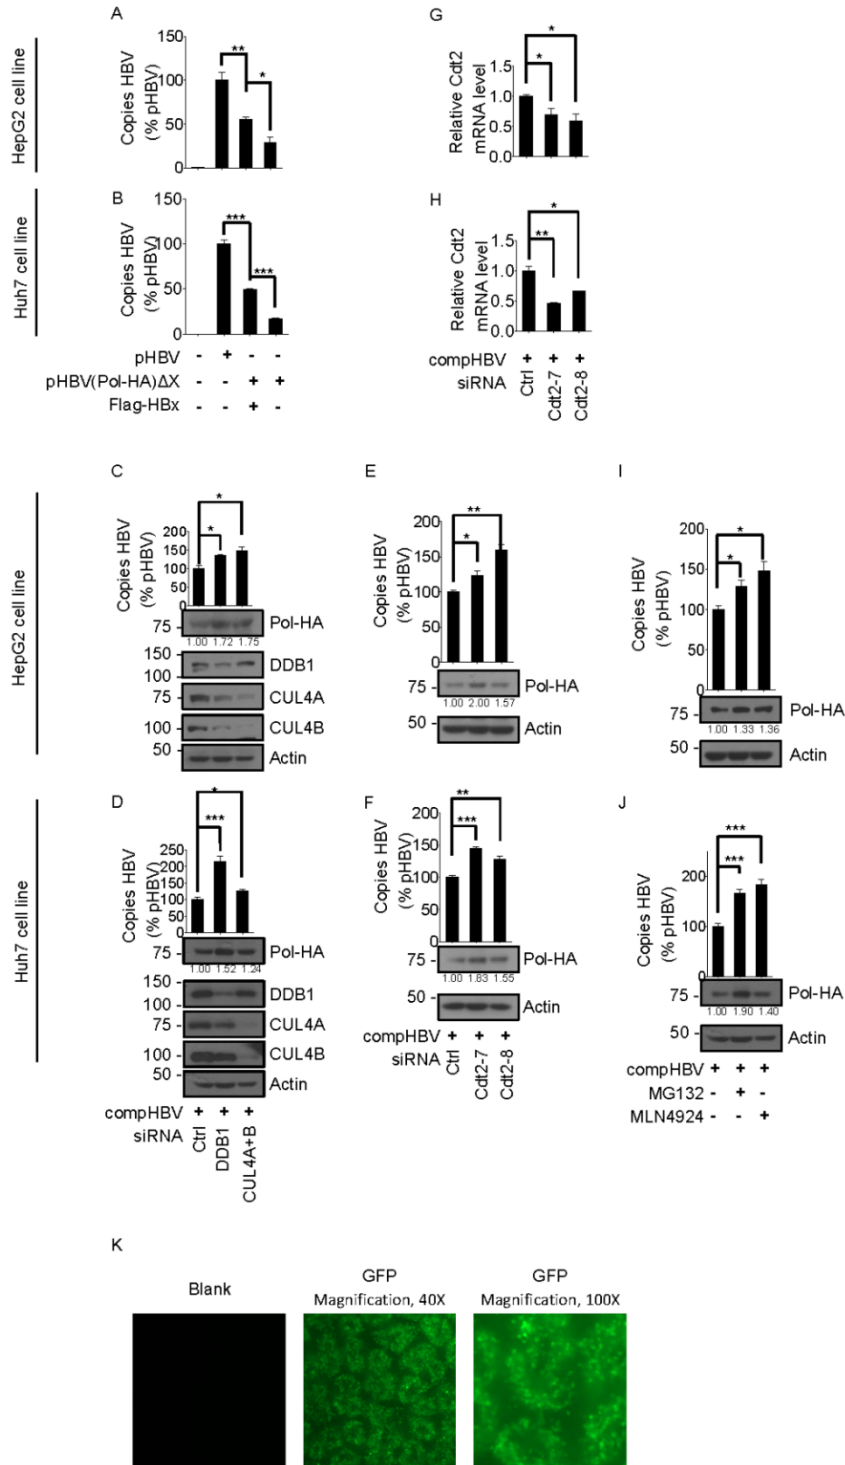 A
HepG2 cell line
Copies HBV
(% pHBV)
150
100
50
0
**
*
B
Huh7 cell line
Copies HBV
(% pHBV)
150
100
50
0
***
***
pHBV - + - -
pHBV(Pol-HA)ΔX - - + +
Flag-HBx - - + -
G
Relative Cdt2
mRNA level
1.5
1.0
0.5
0.0
*
*
H
Relative Cdt2
mRNA level
1.5
1.0
0.5
0.0
*
**
compHBV + + +
siRNA Ctrl Cdt2-7 Cdt2-8
HepG2 cell line
C
Copies HBV
(% pHBV)
200
150
100
50
0
*
*
75 - Pol-HA
1.00 1.72 1.75
150 -
100 - DDB1
75 - CUL4A
100 - CUL4B
50 - Actin
E
Copies HBV
(% pHBV)
200
150
100
50
0
**
*
75 - Pol-HA
1.00 2.00 1.57
50 - Actin
I
Copies HBV
(% pHBV)
200
150
100
50
0
*
*
75 - Pol-HA
1.00 1.33 1.36
50 - Actin
Huh7 cell line
D
Copies HBV
(% pHBV)
250
200
150
100
50
0
*
***
75 - Pol-HA
1.00 1.52 1.24
150 -
100 - DDB1
75 - CUL4A
100 - CUL4B
50 - Actin
compHBV + + +
siRNA Ctrl DDB1 CUL4A+B
F
Copies HBV
(% pHBV)
200
150
100
50
0
**
***
75 - Pol-HA
1.00 1.83 1.55
50 - Actin
compHBV + + +
siRNA Ctrl Cdt2-7 Cdt2-8
J
Copies HBV
(% pHBV)
250
200
150
100
50
0
***
***
75 - Pol-HA
1.00 1.90 1.40
50 - Actin
compHBV + + +
MG132 - + -
MLN4924 - - +
K
Blank
GFP
Magnification, 40X
GFP
Magnification, 100X